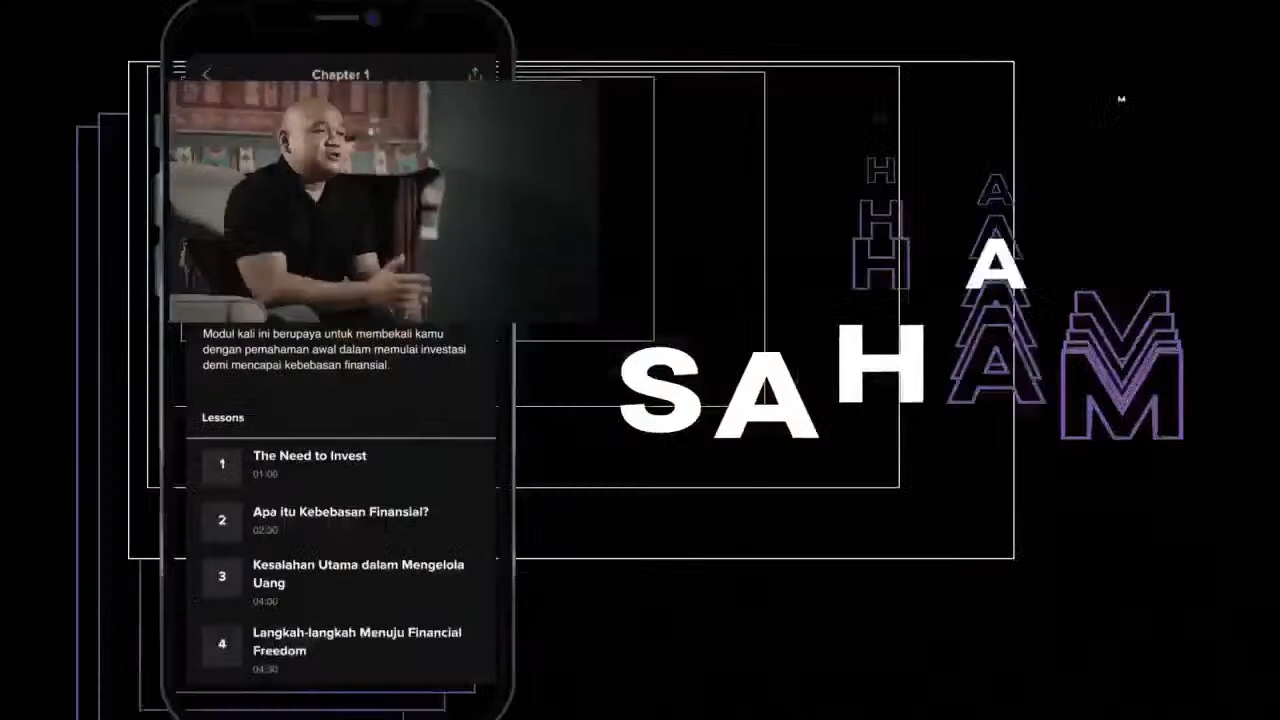 Chapter 1
Modul kali ini berupaya untuk membekali kamu
dengan pemahaman awal dalam memulai investasi
demi mencapai kebebasan finansial.
Lessons
1
The Need to Invest
01:00
2
Apa itu Kebebasan Finansial?
02:30
3
Kesalahan Utama dalam Mengelola
Uang
04:00
4
Langkah-langkah Menuju Financial
Freedom
04:30
SAHAM